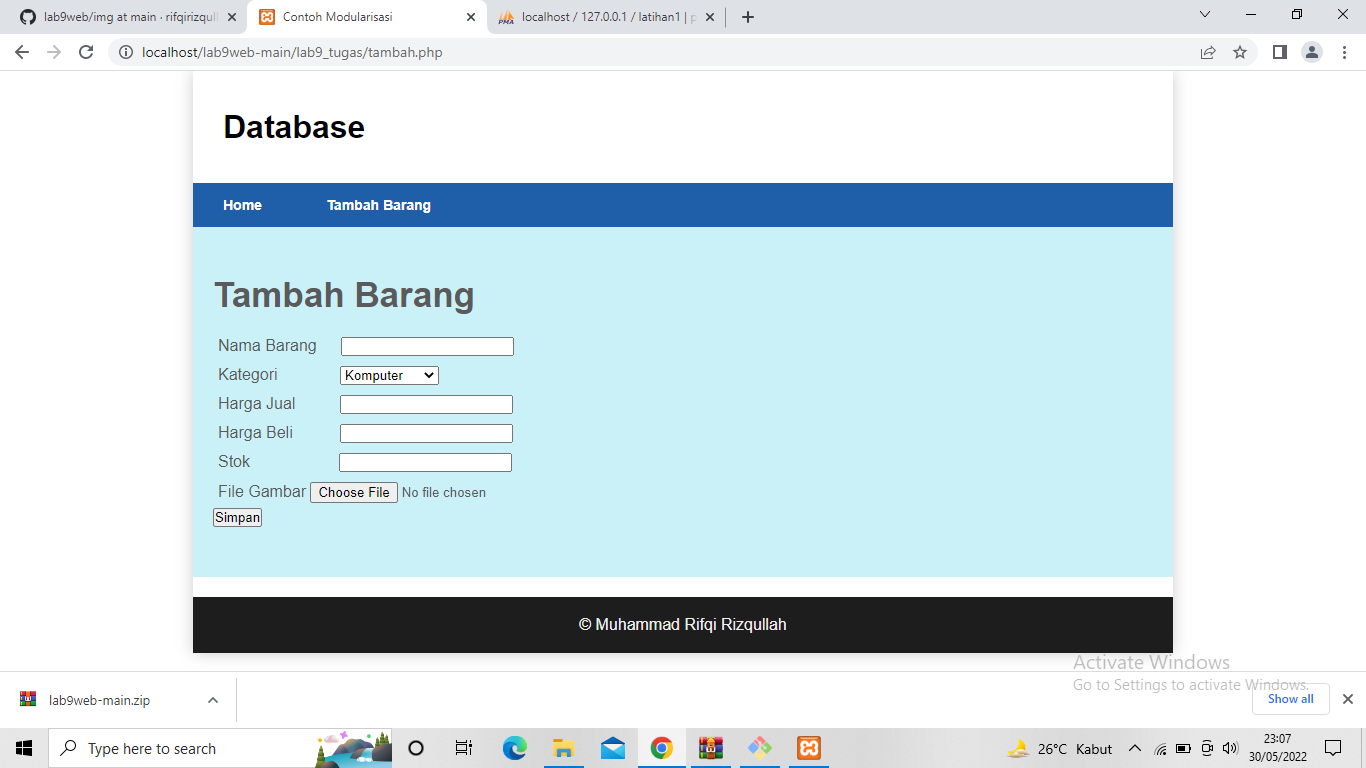 lab9web/img at main · rifqirizqull
Contoh Modularisasi
localhost / 127.0.0.1 / latihan1 | p
localhost/lab9web-main/lab9_tugas/tambah.php
Database
Home Tambah Barang
Tambah Barang
Nama Barang
Kategori Komputer
Harga Jual
Harga Beli
Stok
File Gambar Choose File No file chosen
Simpan
© Muhammad Rifqi Rizqullah
Activate Windows
Go to Settings to activate Windows.
lab9web-main.zip
Show all
Type here to search
26°C Kabut
23:07
30/05/2022